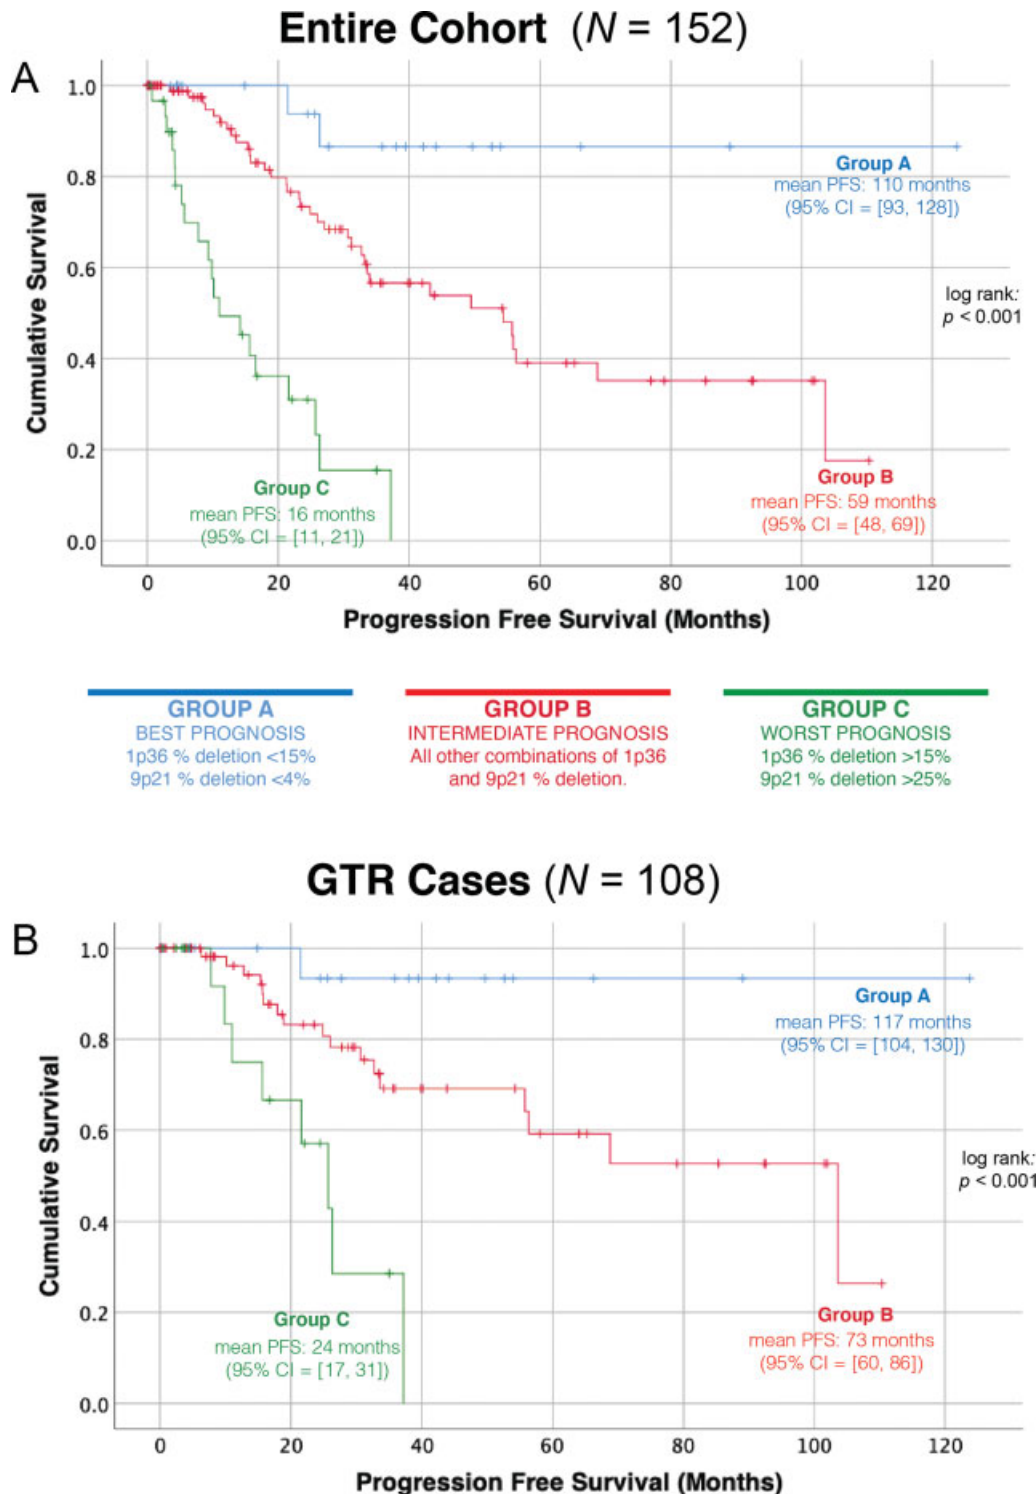 Entire Cohort (N = 152)
A
1.0
0.8
0.6
0.4
0.2
0.0
Cumulative Survival
Group A
mean PFS: 110 months
(95% CI = [93, 128])
log rank:
p < 0.001
Group B
mean PFS: 59 months
(95% CI = [48, 69])
Group C
mean PFS: 16 months
(95% CI = [11, 21])
0 20 40 60 80 100 120
Progression Free Survival (Months)
GROUP A
BEST PROGNOSIS
1p36 % deletion <15%
9p21 % deletion <4%
GROUP B
INTERMEDIATE PROGNOSIS
All other combinations of 1p36
and 9p21 % deletion.
GROUP C
WORST PROGNOSIS
1p36 % deletion >15%
9p21 % deletion >25%
GTR Cases (N = 108)
B
1.0
0.8
0.6
0.4
0.2
0.0
Cumulative Survival
Group A
mean PFS: 117 months
(95% CI = [104, 130])
log rank:
p < 0.001
Group C
mean PFS: 24 months
(95% CI = [17, 31])
Group B
mean PFS: 73 months
(95% CI = [60, 86])
0 20 40 60 80 100 120
Progression Free Survival (Months)